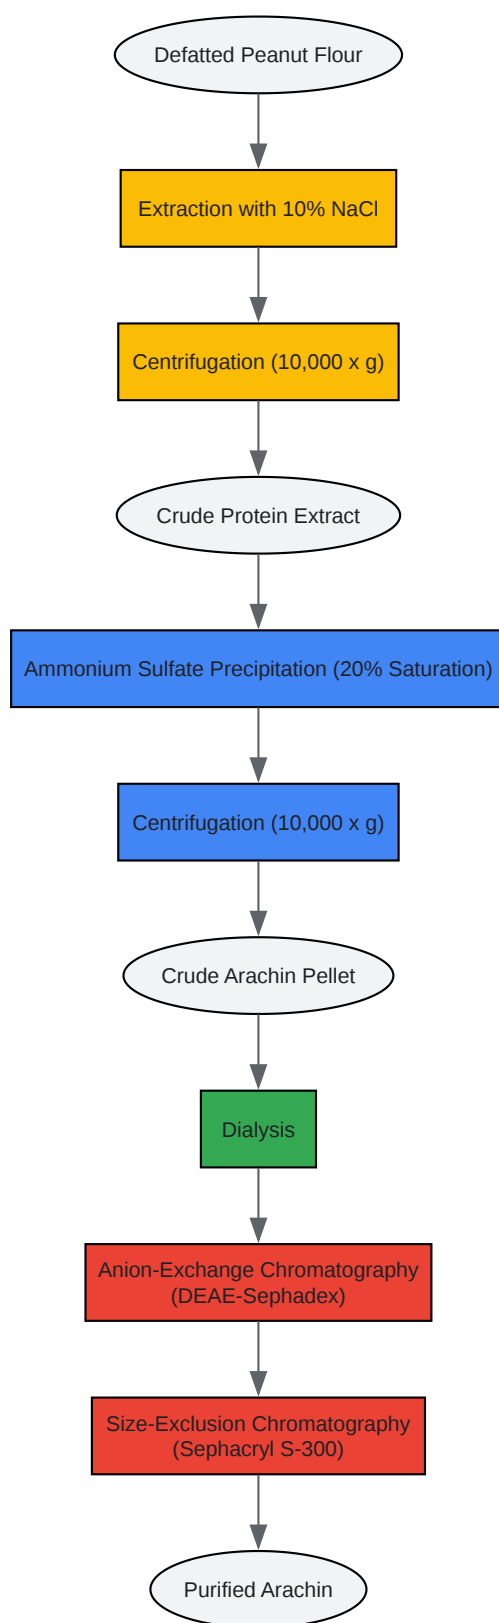 Defatted Peanut Flour
Extraction with 10% NaCl
Centrifugation (10,000 x g)
Crude Protein Extract
Ammonium Sulfate Precipitation (20% Saturation)
Centrifugation (10,000 x g)
Crude Arachin Pellet
Dialysis
Anion-Exchange Chromatography
(DEAE-Sephadex)
Size-Exclusion Chromatography
(Sephacryl S-300)
Purified Arachin